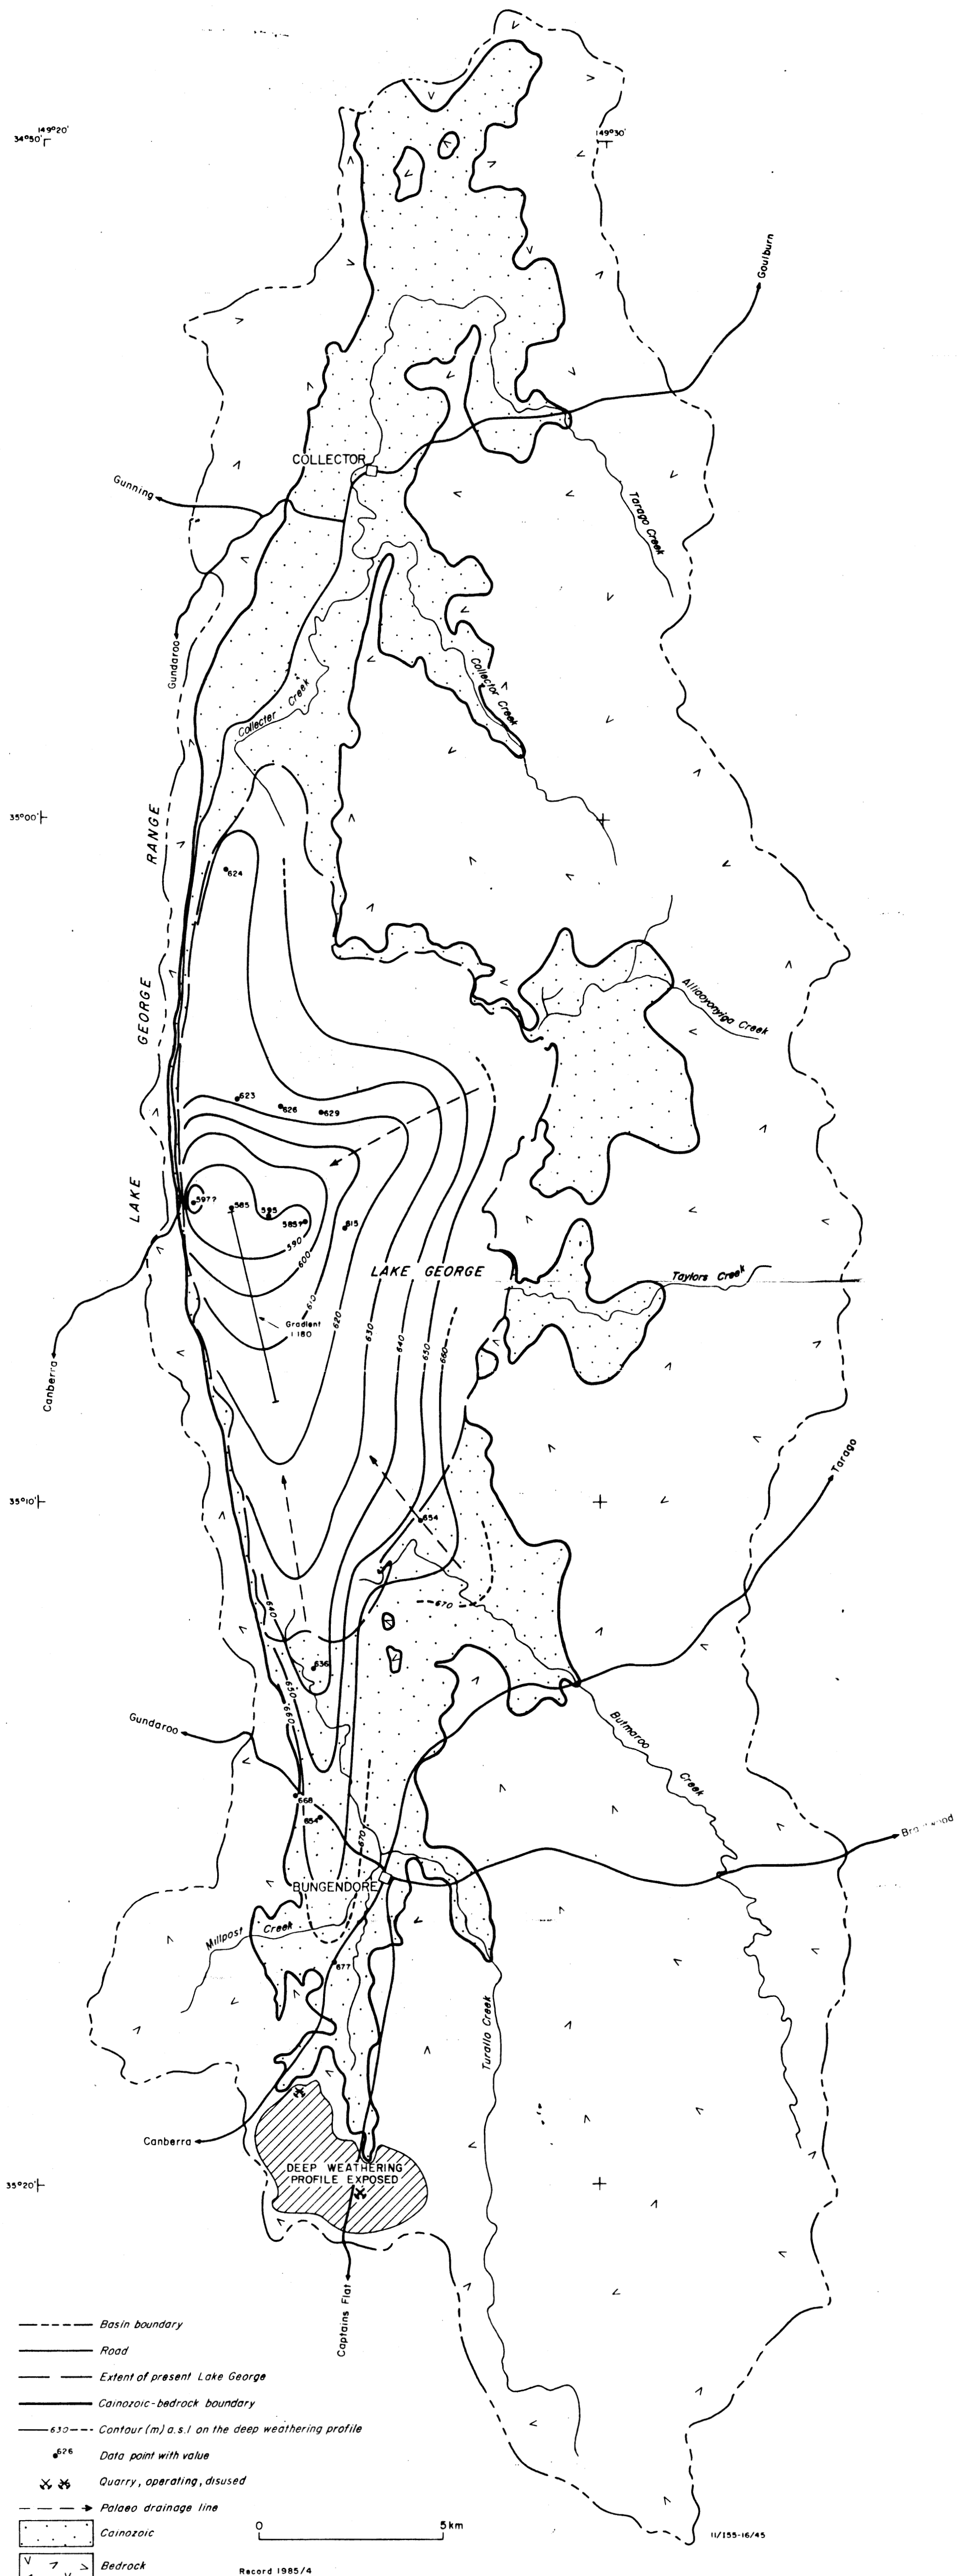 149°20'
34°50'
149°30'
Goulburn
COLLECTOR
Gunning
Tarago Creek
Gundaroo
Collector Creek
Collecter Creek
35°00'
LAKE GEORGE RANGE
624
Allianoyonyiga Creek
623
626
629
597?
585
595
585?
615
590
600
610
620
630
640
650
660
LAKE GEORGE
Taylors Creek
Gradient
1:180
Canberra
Tarago
35°10'
654
670
640
636
650
660
Gundaroo
Butmaroo Creek
668
654
670
BUNGENDORE
Millpost Creek
677
Turallo Creek
Canberra
DEEP WEATHERING
PROFILE EXPOSED
35°20'
Captains Flat
Basin boundary
Road
Extent of present Lake George
Cainozoic-bedrock boundary
630 Contour (m) a.s.l on the deep weathering profile
626 Data point with value
Quarry, operating, disused
Palaeo drainage line
Cainozoic
Bedrock
0 5 km
11/155-16/45
Record 1985/4